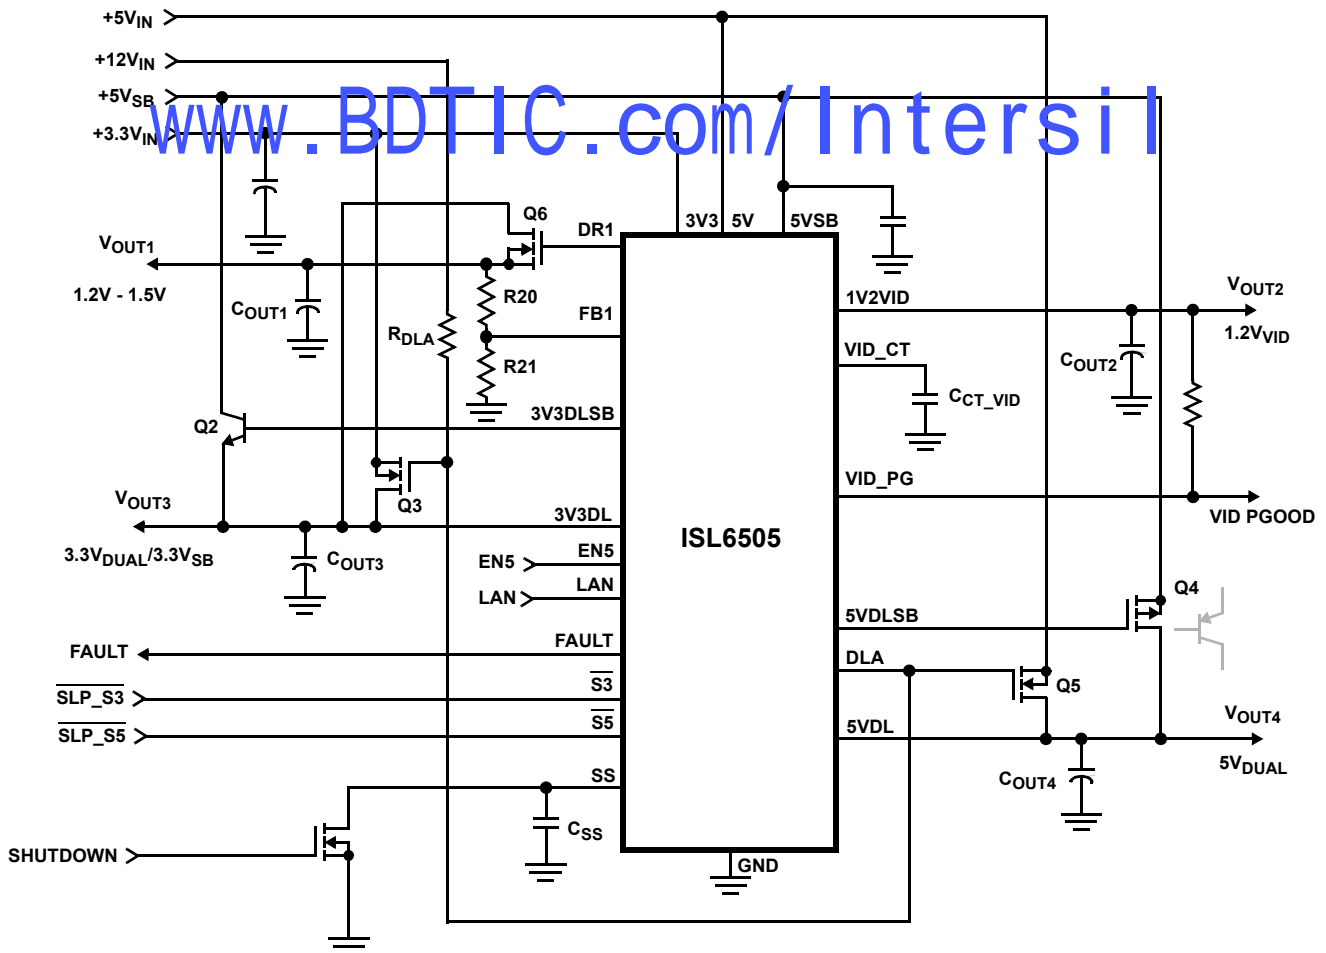 +5VIN
+12VIN
+5VSB
+3.3VIN
www.BDTIC.com/Intersil
Q6
DR1
3V3
5V
5VSB
VOUT1
1.2V - 1.5V
COUT1
R20
FB1
RDLA
R21
1V2VID
VOUT2
1.2VVID
COUT2
VID_CT
CCT_VID
Q2
3V3DLSB
VID_PG
VID PGOOD
Q3
VOUT3
3.3VDUAL/3.3VSB
COUT3
3V3DL
ISL6505
EN5
EN5
LAN
LAN
Q4
5VDLSB
FAULT
FAULT
DLA
Q5
SLP_S3
S3
SLP_S5
S5
5VDL
VOUT4
5VDUAL
COUT4
SS
CSS
SHUTDOWN
GND